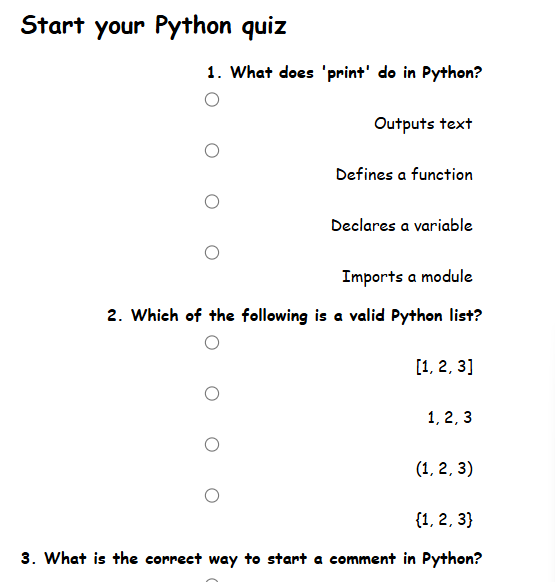 Start your Python quiz
1. What does 'print' do in Python?
Outputs text
Defines a function
Declares a variable
Imports a module
2. Which of the following is a valid Python list?
[1, 2, 3]
1, 2, 3
(1, 2, 3)
{1, 2, 3}
3. What is the correct way to start a comment in Python?